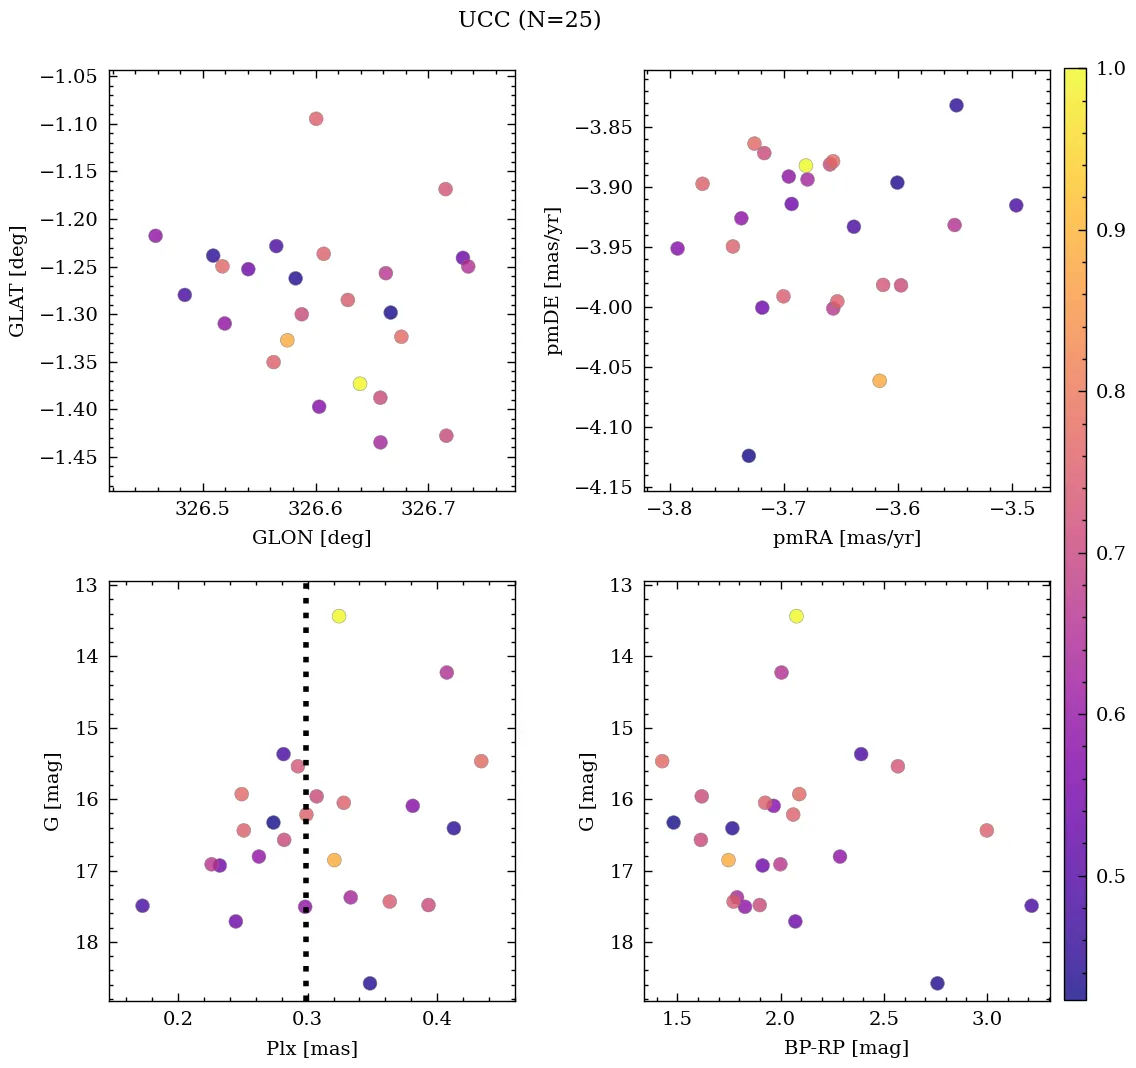 UCC (N=25)
−1.05
−1.10
−1.15
−1.20
−1.25
−1.30
−1.35
−1.40
−1.45
GLAT [deg]
326.5 326.6 326.7
GLON [deg]
−3.85
−3.90
−3.95
−4.00
−4.05
−4.10
−4.15
pmDE [mas/yr]
−3.8 −3.7 −3.6 −3.5
pmRA [mas/yr]
13
14
15
16
17
18
G [mag]
0.2 0.3 0.4
Plx [mas]
13
14
15
16
17
18
G [mag]
1.5 2.0 2.5 3.0
BP-RP [mag]
1.0
0.9
0.8
0.7
0.6
0.5